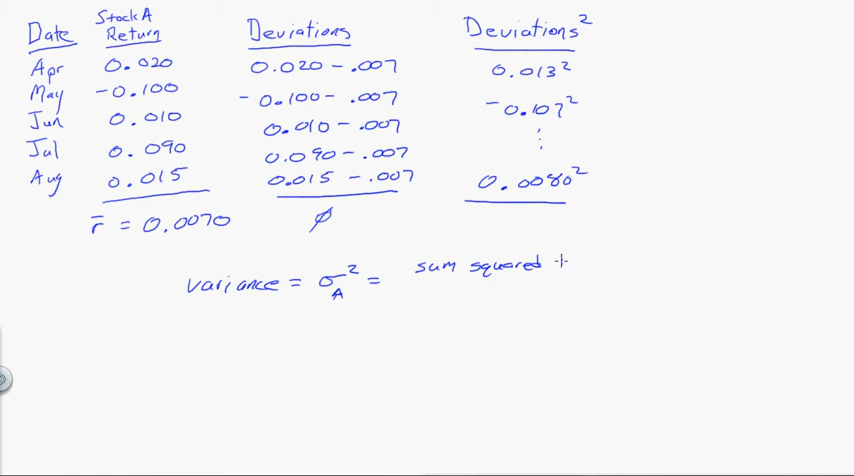 Stock A
Date Return Deviations Deviations²
Apr 0.020 0.020 - .007 0.013²
May -0.100 -0.100 - .007 -0.107²
Jun 0.010 0.010 - .007 ⋮
Jul 0.090 0.090 - .007
Aug 0.015 0.015 - .007 0.0080²
r̄ = 0.0070 ∅
variance = σ_A² = sum squared